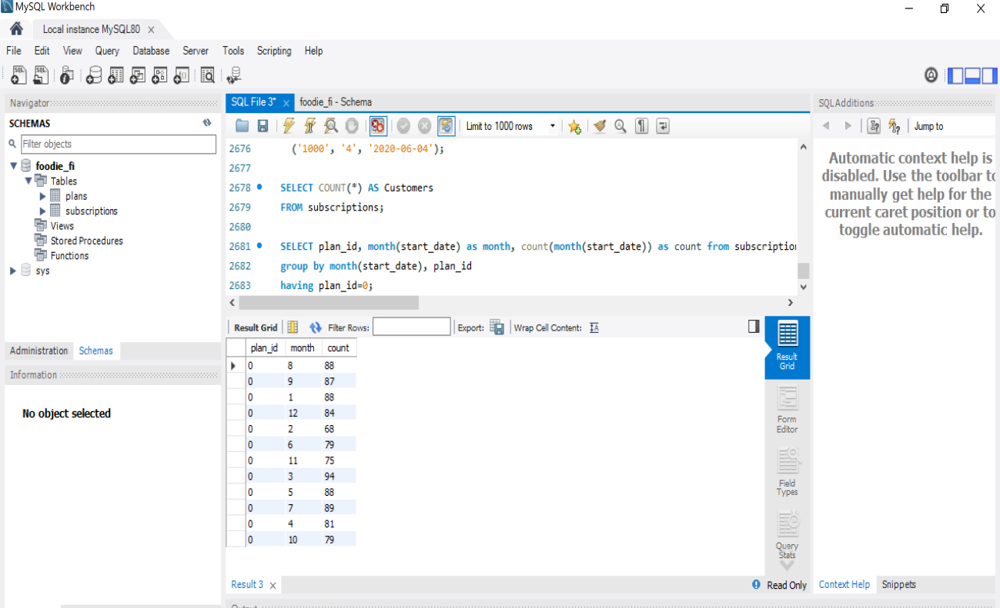 MySQL Workbench
Local instance MySQL80
File Edit View Query Database Server Tools Scripting Help
Navigator
SCHEMAS
Filter objects
foodie_fi
Tables
plans
subscriptions
Views
Stored Procedures
Functions
sys
Administration Schemas
Information
No object selected
SQL File 3* foodie_fi - Schema
Limit to 1000 rows
2676 ('1000', '4', '2020-06-04');
2677
2678 SELECT COUNT(*) AS Customers
2679 FROM subscriptions;
2680
2681 SELECT plan_id, month(start_date) as month, count(month(start_date)) as count from subscription
2682 group by month(start_date), plan_id
2683 having plan_id=0;
Result Grid Filter Rows: Export: Wrap Cell Content:
plan_id month count
0 8 88
0 9 87
0 1 88
0 12 84
0 2 68
0 6 79
0 11 75
0 3 94
0 5 88
0 7 89
0 4 81
0 10 79
Result
Grid
Form
Editor
Field
Types
Query
Stats
Result 3
Read Only
SQLAdditions
Jump to
Automatic context help is
disabled. Use the toolbar to
manually get help for the
current caret position or to
toggle automatic help.
Context Help Snippets
Output